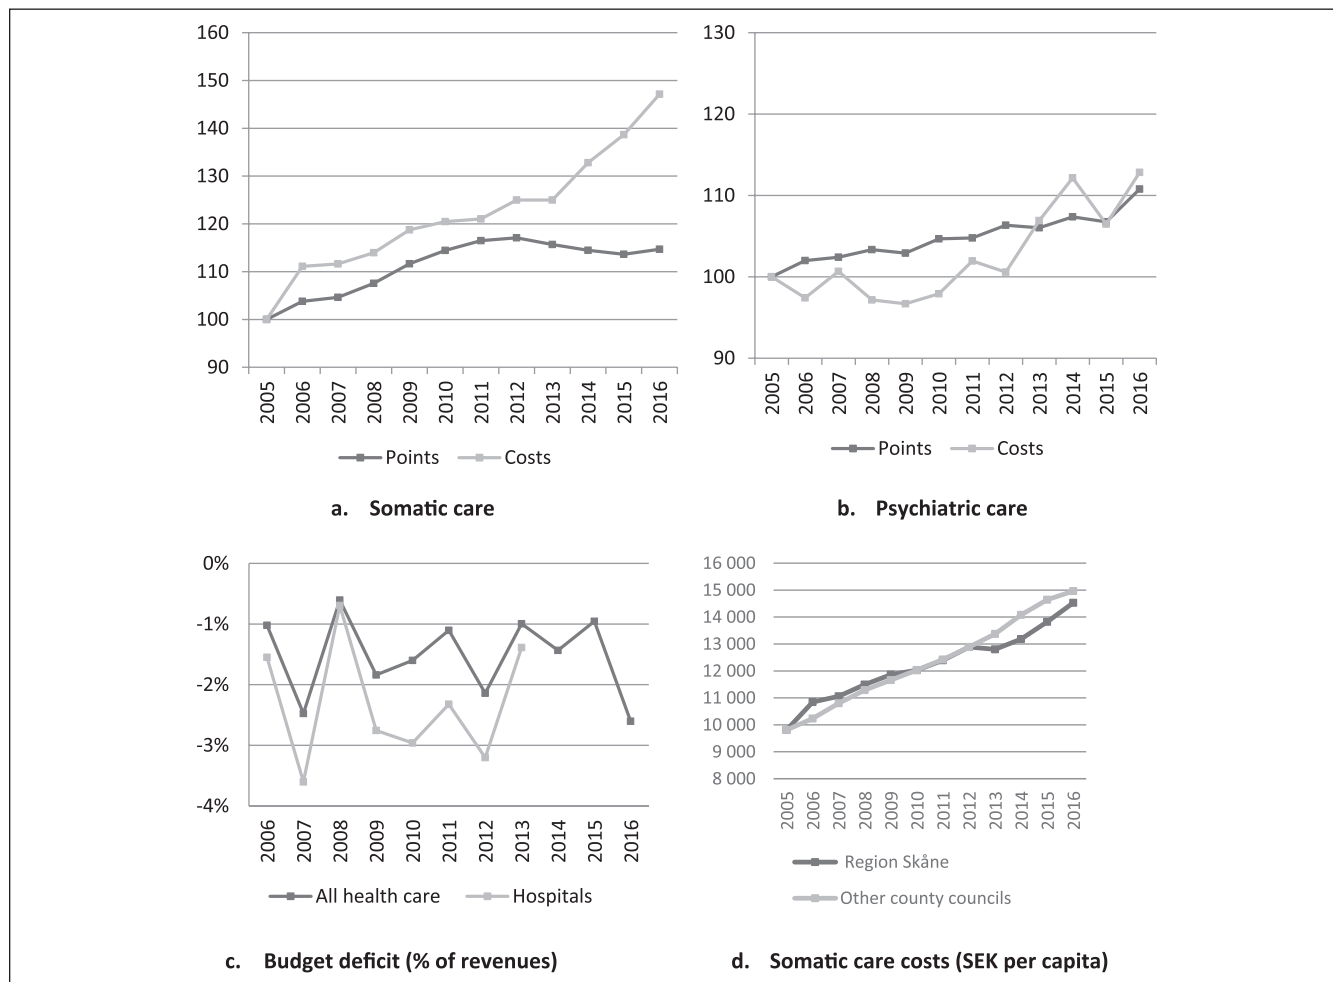 160
150
140
130
120
110
100
90
2005 2006 2007 2008 2009 2010 2011 2012 2013 2014 2015 2016
Points Costs
a. Somatic care
130
120
110
100
90
2005 2006 2007 2008 2009 2010 2011 2012 2013 2014 2015 2016
Points Costs
b. Psychiatric care
0%
-1%
-2%
-3%
-4%
2006 2007 2008 2009 2010 2011 2012 2013 2014 2015 2016
All health care Hospitals
c. Budget deficit (% of revenues)
16 000
15 000
14 000
13 000
12 000
11 000
10 000
9 000
8 000
2005 2006 2007 2008 2009 2010 2011 2012 2013 2014 2015 2016
Region Skåne
Other county councils
d. Somatic care costs (SEK per capita)